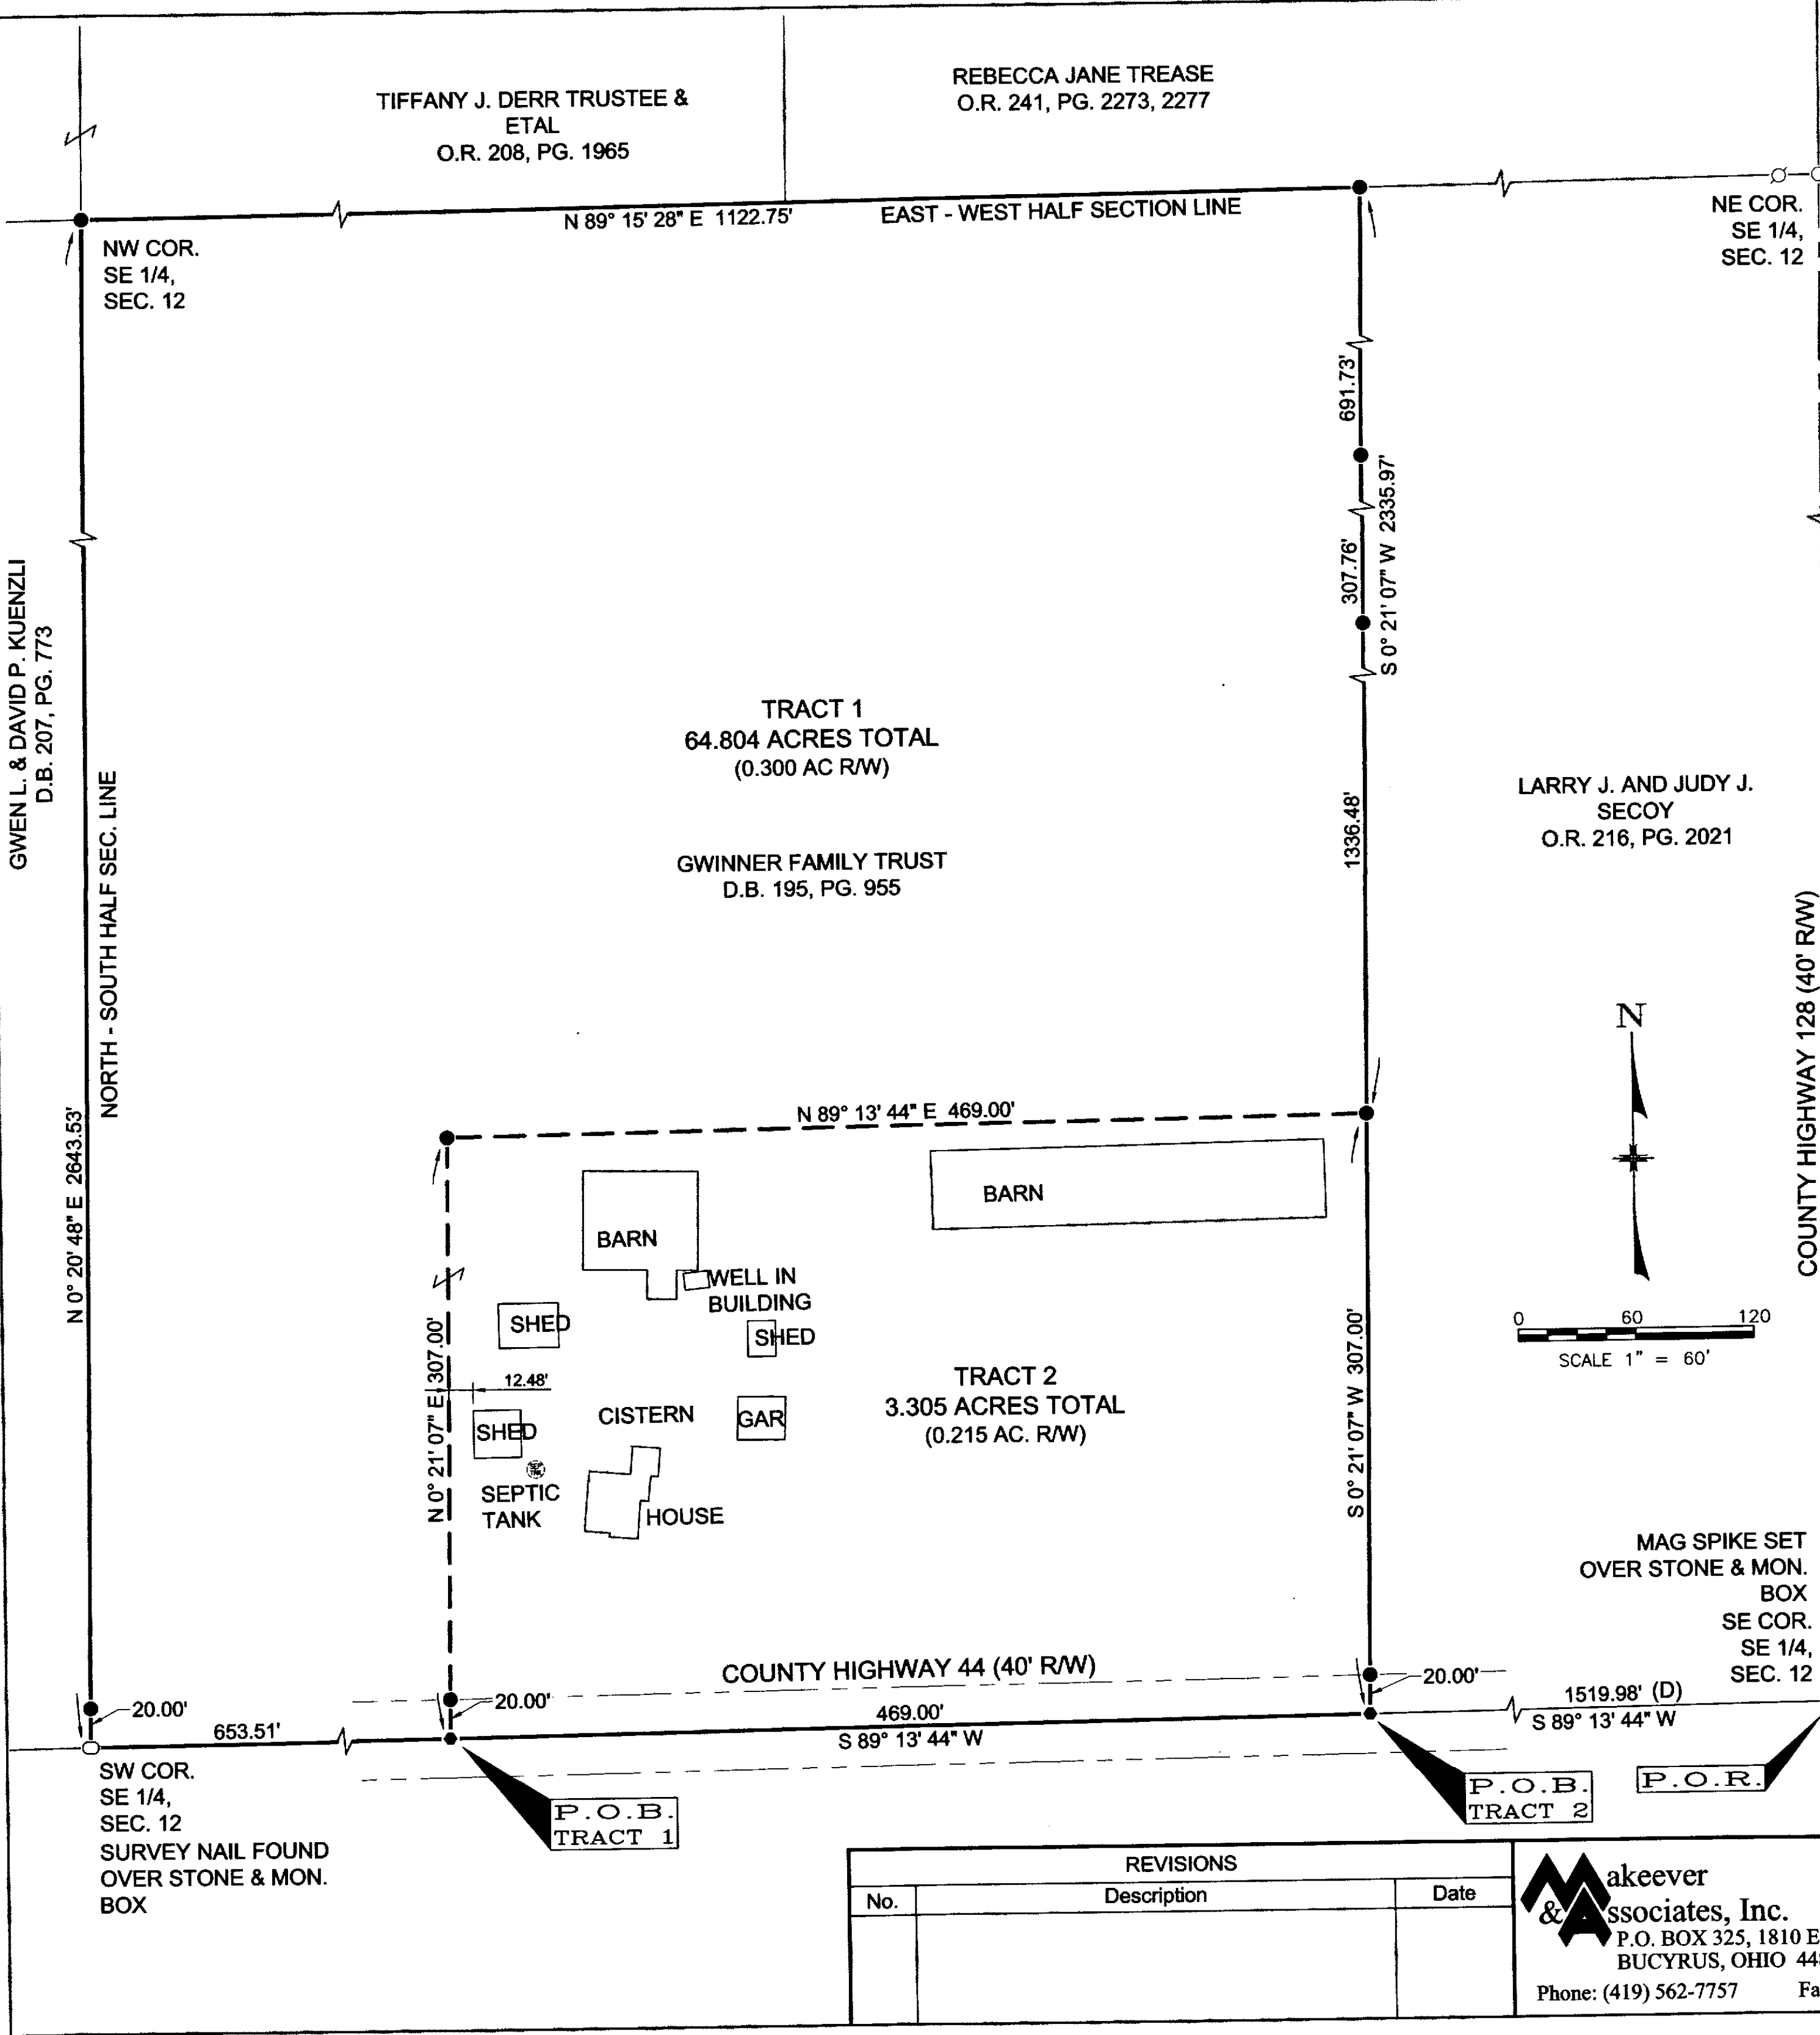 TIFFANY J. DERR TRUSTEE &
ETAL
O.R. 208, PG. 1965
REBECCA JANE TREASE
O.R. 241, PG. 2273, 2277
N 89° 15' 28" E 1122.75'
EAST - WEST HALF SECTION LINE
NW COR.
SE 1/4,
SEC. 12
NE COR.
SE 1/4,
SEC. 12
691.73'
307.76'
S 0° 21' 07" W 2335.97'
1336.48'
GWEN L. & DAVID P. KUENZLI
D.B. 207, PG. 773
NORTH - SOUTH HALF SEC. LINE
N 0° 20' 48" E 2643.53'
TRACT 1
64.804 ACRES TOTAL
(0.300 AC R/W)
GWINNER FAMILY TRUST
D.B. 195, PG. 955
LARRY J. AND JUDY J.
SECOY
O.R. 216, PG. 2021
COUNTY HIGHWAY 128 (40' R/W)
N
0 60 120
SCALE 1" = 60'
N 89° 13' 44" E 469.00'
BARN
BARN
WELL IN
BUILDING
SHED
SHED
12.48'
N 0° 21' 07" E 307.00'
SHED
CISTERN
GAR
SEPTIC
TANK
HOUSE
TRACT 2
3.305 ACRES TOTAL
(0.215 AC. R/W)
S 0° 21' 07" W 307.00'
MAG SPIKE SET
OVER STONE & MON.
BOX
SE COR.
SE 1/4,
SEC. 12
COUNTY HIGHWAY 44 (40' R/W)
20.00'
20.00'
20.00'
653.51'
469.00'
S 89° 13' 44" W
1519.98' (D)
S 89° 13' 44" W
SW COR.
SE 1/4,
SEC. 12
SURVEY NAIL FOUND
OVER STONE & MON.
BOX
P.O.B.
TRACT 1
P.O.B.
TRACT 2
P.O.R.
REVISIONS
No. Description Date
Makeever
& Associates, Inc.
P.O. BOX 325, 1810 E
BUCYRUS, OHIO 448
Phone: (419) 562-7757 Fa